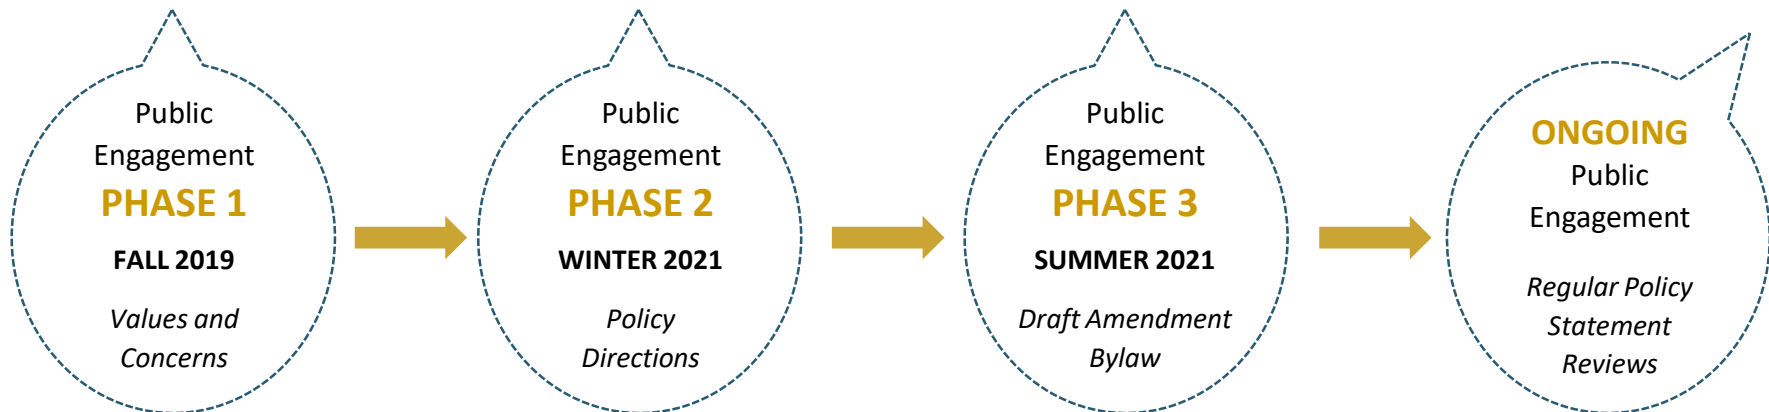 Public
Engagement
PHASE 1
FALL 2019
Values and
Concerns
Public
Engagement
PHASE 2
WINTER 2021
Policy
Directions
Public
Engagement
PHASE 3
SUMMER 2021
Draft Amendment
Bylaw
ONGOING
Public
Engagement
Regular Policy
Statement
Reviews